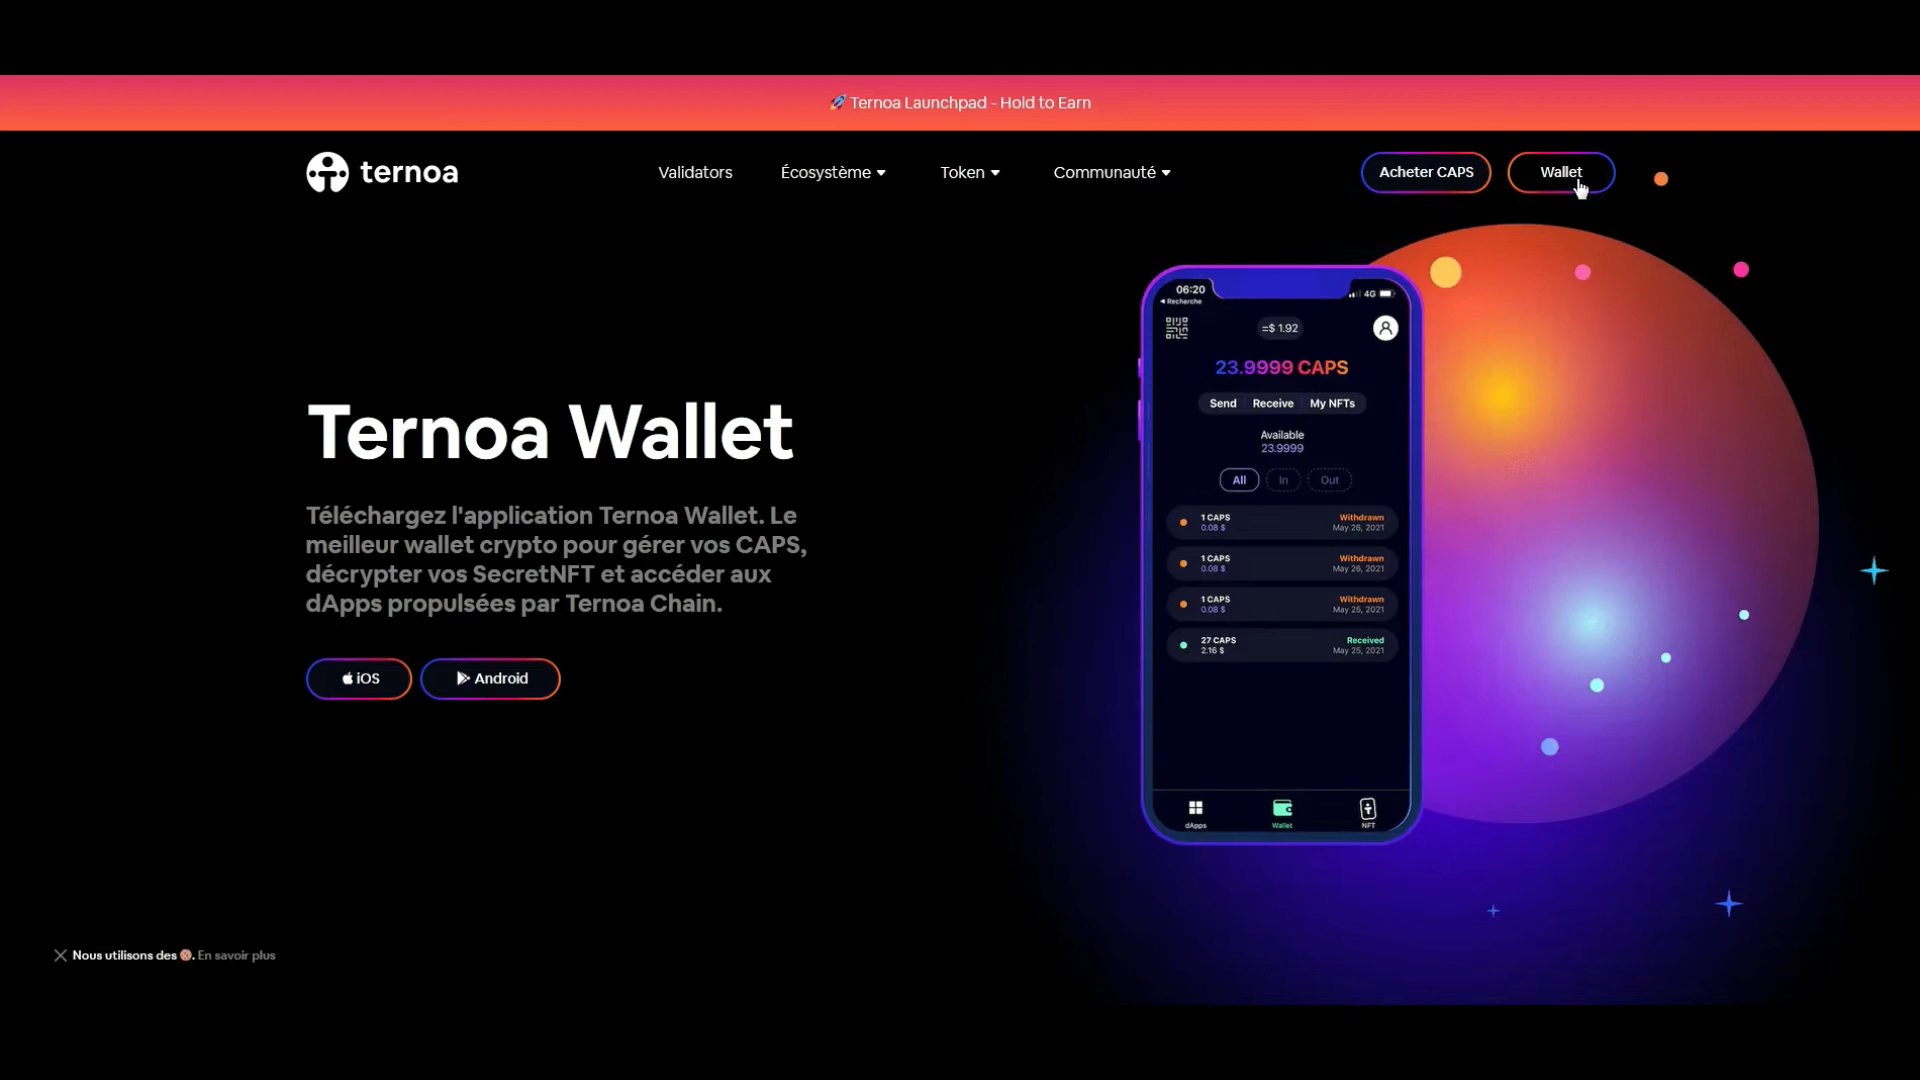 🚀 Ternoa Launchpad - Hold to Earn
ternoa
Validators
Écosystème
Token
Communauté
Acheter CAPS
Wallet
Ternoa Wallet
Téléchargez l'application Ternoa Wallet. Le
meilleur wallet crypto pour gérer vos CAPS,
décrypter vos SecretNFT et accéder aux
dApps propulsées par Ternoa Chain.
iOS
Android
06:20
4G
Recherche
=$ 1.92
23.9999 CAPS
Send Receive My NFTs
Available
23.9999
All In Out
1 CAPS Withdrawn
0.08 $ May 26, 2021
1 CAPS Withdrawn
0.08 $ May 26, 2021
1 CAPS Withdrawn
0.08 $ May 25, 2021
27 CAPS Received
2.16 $ May 25, 2021
dApps Wallet NFT
Nous utilisons des 🍪. En savoir plus